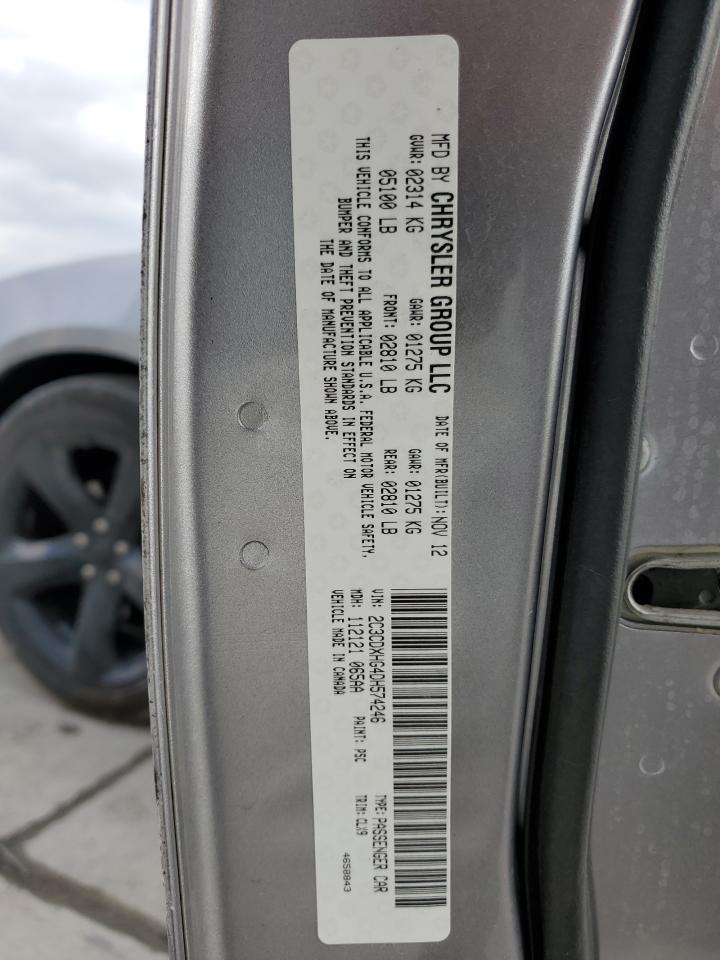 MFD BY CHRYSLER GROUP LLC DATE OF MFR(BUILT): NOV 12
GVWR: 02314 KG GAWR: 01275 KG GAWR: 01275 KG
05100 LB FRONT: 02810 LB REAR: 02810 LB
THIS VEHICLE CONFORMS TO ALL APPLICABLE U.S.A. FEDERAL MOTOR VEHICLE SAFETY,
BUMPER AND THEFT PREVENTION STANDARDS IN EFFECT ON
THE DATE OF MANUFACTURE SHOWN ABOVE.
VIN: 2C3CDXHG4DH574246 TYPE: PASSENGER CAR
MDH: 112121 065AA PAINT: PSC TRIM: CLX9
VEHICLE MADE IN CANADA 4658843